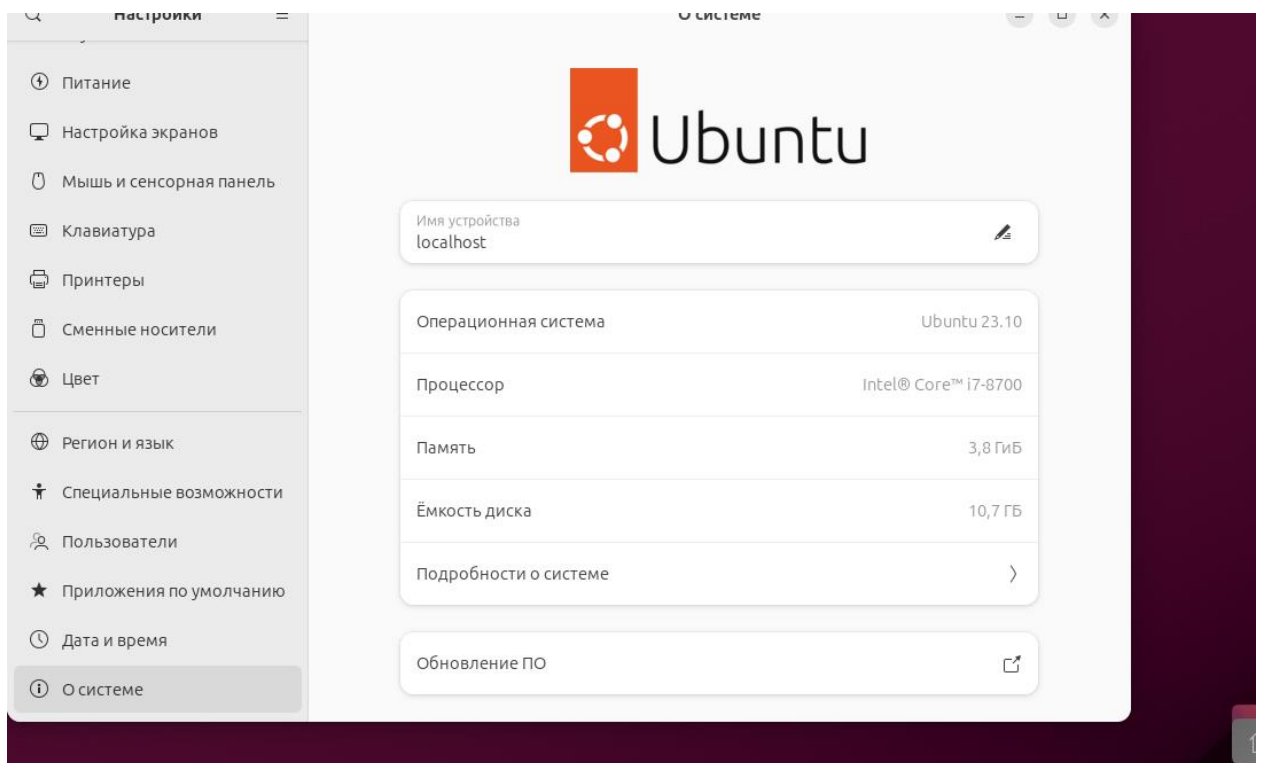 Настройки
О системе
Питание
Настройка экранов
Мышь и сенсорная панель
Клавиатура
Принтеры
Сменные носители
Цвет
Регион и язык
Специальные возможности
Пользователи
Приложения по умолчанию
Дата и время
О системе
Ubuntu
Имя устройства
localhost
Операционная система Ubuntu 23.10
Процессор Intel® Core™ i7-8700
Память 3,8 ГиБ
Ёмкость диска 10,7 ГБ
Подробности о системе
Обновление ПО